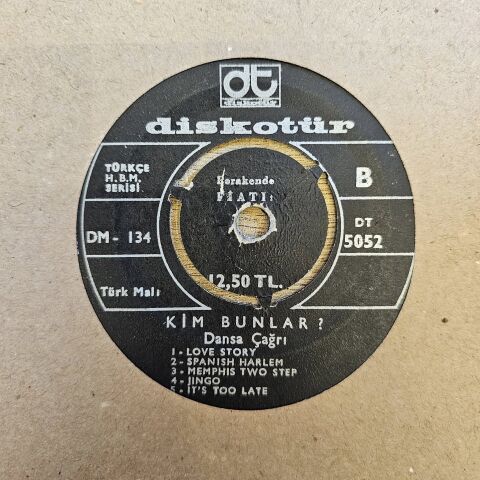 dt
diskotür
diskotür
TÜRKÇE
H.B.M.
SERİSİ
Perakende
FİATI:
B
DM - 134
DT
5052
Türk Malı
12,50 TL.
KİM BUNLAR ?
Dansa Çağrı
1 - LOVE STORY
2 - SPANISH HARLEM
3 - MEMPHIS TWO STEP
4 - JINGO
5 - IT'S TOO LATE